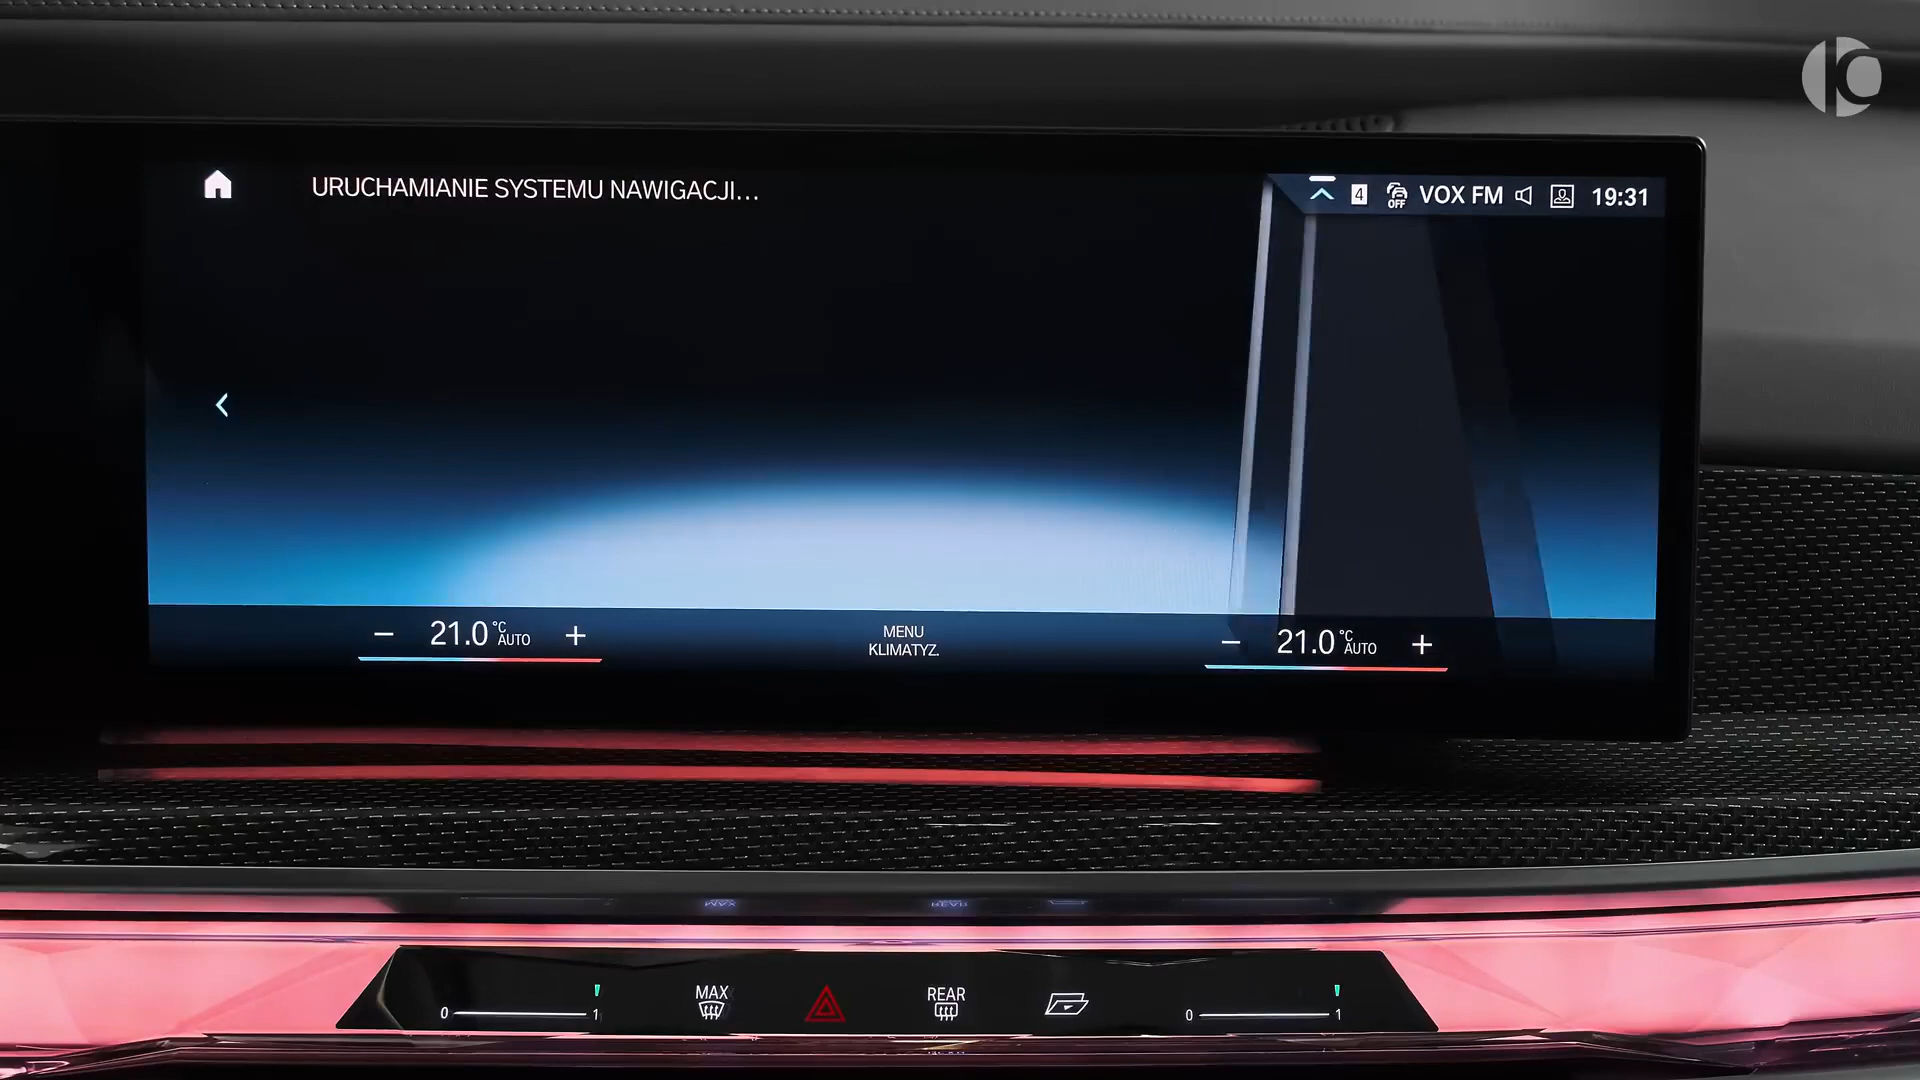 URUCHAMIANIE SYSTEMU NAWIGACJI...
4 OFF VOX FM 19:31
21.0 °C AUTO
MENU
KLIMATYZ.
21.0 °C AUTO
MAX
REAR
0 1
0 1